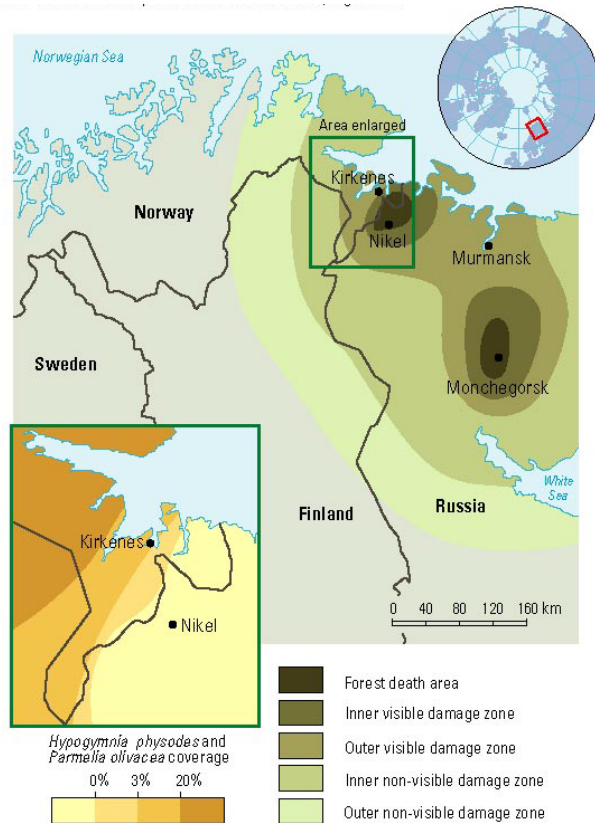 Norwegian Sea
Area enlarged
Kirkenes
Norway
Nikel
Murmansk
Sweden
Monchegorsk
White
Sea
Finland
Russia
Kirkenes
Nikel
0 40 80 120 160 km
Hypogymnia physodes and
Parmelia olivacea coverage
0% 3% 20%
Forest death area
Inner visible damage zone
Outer visible damage zone
Inner non-visible damage zone
Outer non-visible damage zone